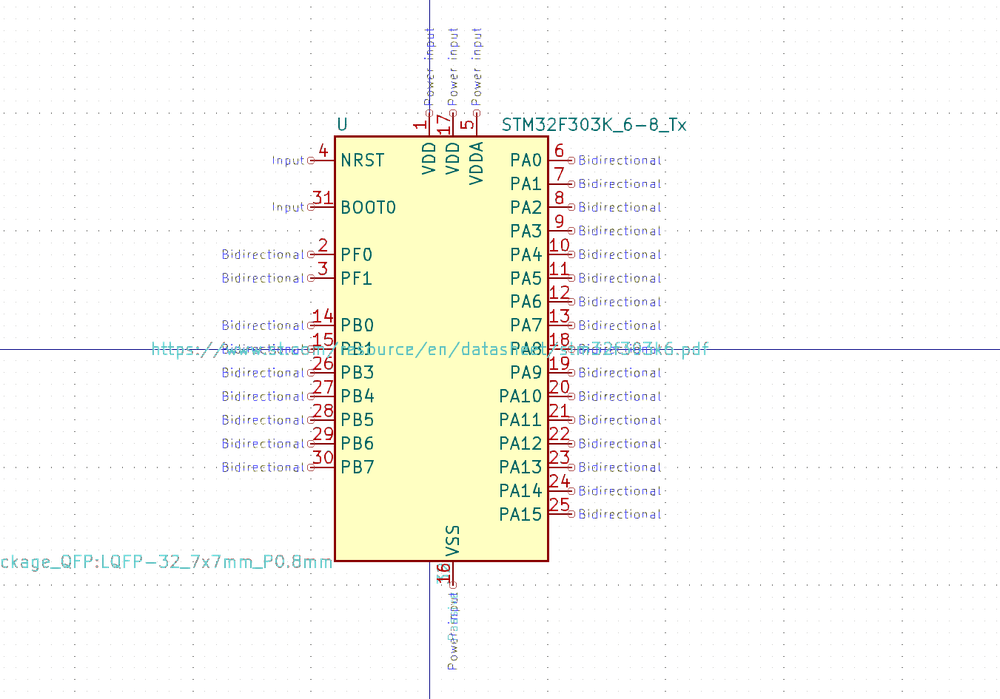 Power input
Power input
Power input
U
1
17
5
STM32F303K_6-8_Tx
VDD
VDD
VDDA
Input 4 NRST
PA0 6 Bidirectional
PA1 7 Bidirectional
Input 31 BOOT0
PA2 8 Bidirectional
PA3 9 Bidirectional
Bidirectional 2 PF0
PA4 10 Bidirectional
Bidirectional 3 PF1
PA5 11 Bidirectional
PA6 12 Bidirectional
Bidirectional 14 PB0
PA7 13 Bidirectional
Bidirectional 15 PB1
PA8 18 Bidirectional
https://www.st.com/resource/en/datasheet/stm32f303k6.pdf
Bidirectional 26 PB3
PA9 19 Bidirectional
Bidirectional 27 PB4
PA10 20 Bidirectional
Bidirectional 28 PB5
PA11 21 Bidirectional
Bidirectional 29 PB6
PA12 22 Bidirectional
Bidirectional 30 PB7
PA13 23 Bidirectional
PA14 24 Bidirectional
PA15 25 Bidirectional
VSS
ckage_QFP:LQFP-32_7x7mm_P0.8mm
16
Power input